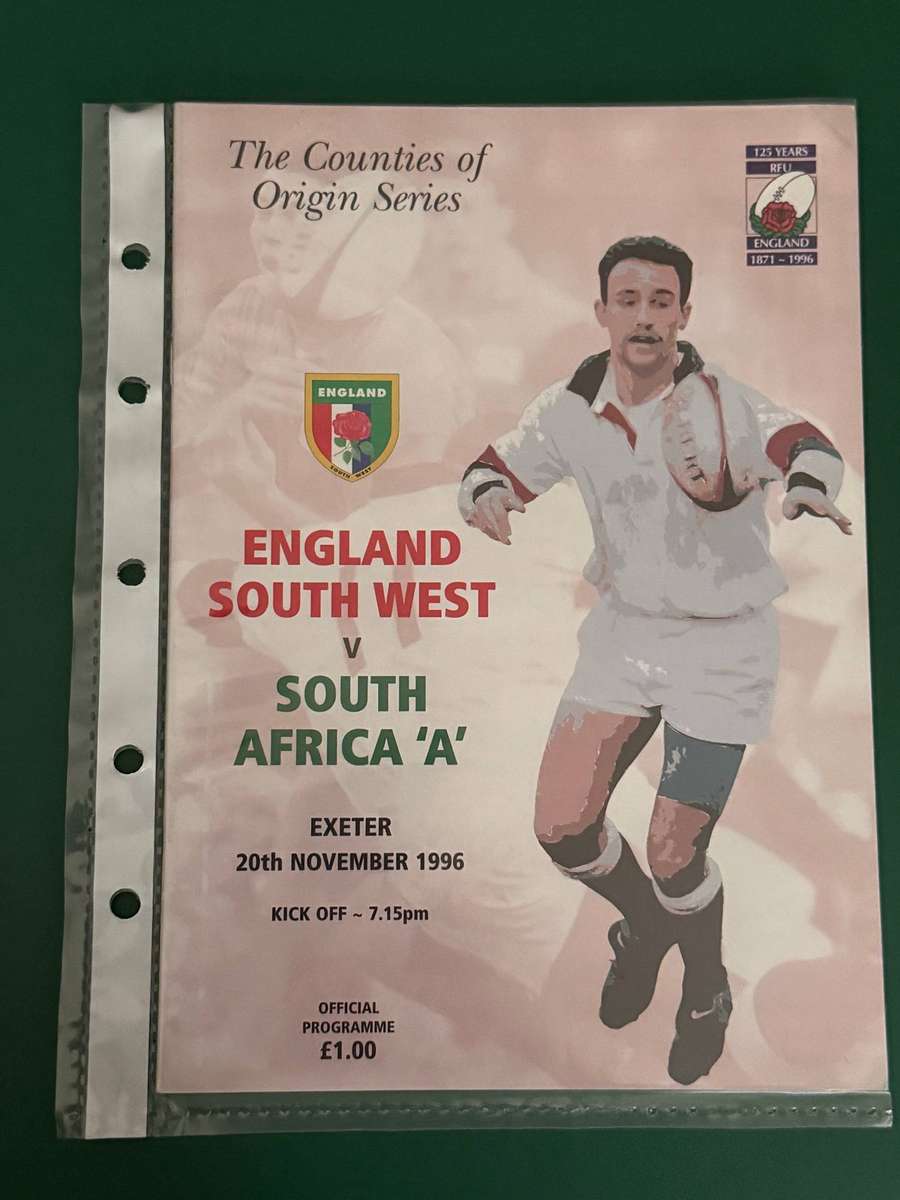 The Counties of
Origin Series
125 YEARS
RFU
ENGLAND
1871 ~ 1996
ENGLAND
SOUTH WEST
ENGLAND
SOUTH WEST
V
SOUTH
AFRICA ‘A’
EXETER
20th NOVEMBER 1996
KICK OFF ~ 7.15pm
OFFICIAL
PROGRAMME
£1.00